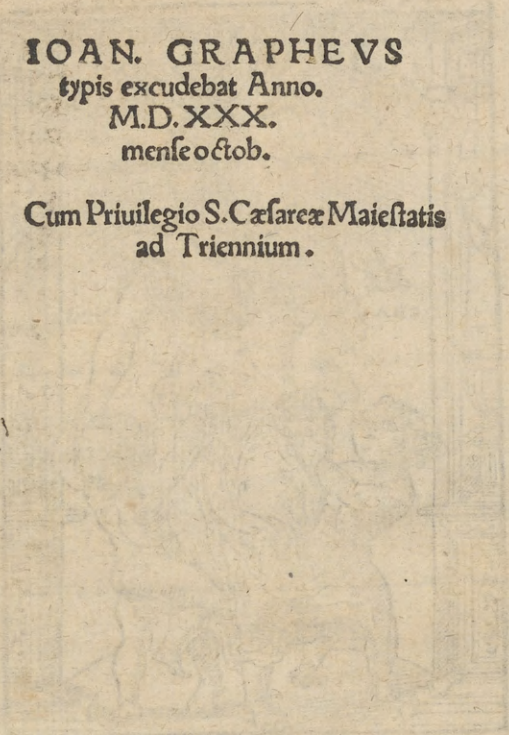 IOAN. GRAPHEVS
typis excudebat Anno.
M.D.XXX.
menſe octob.
Cum Priuilegio S. Cæſareæ Maieſtatis
ad Triennium.